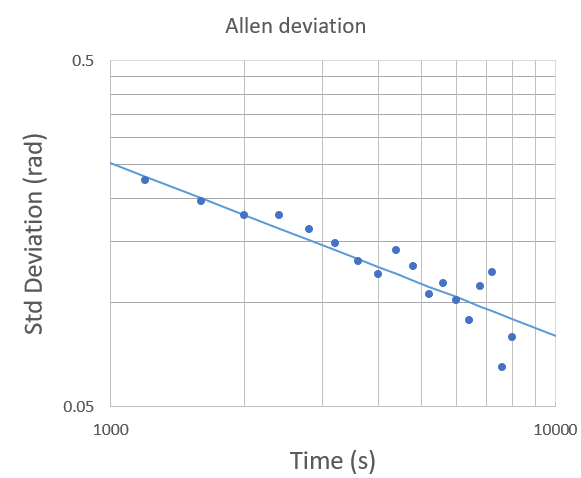 Allen deviation
0.5
Std Deviation (rad)
0.05
1000
10000
Time (s)